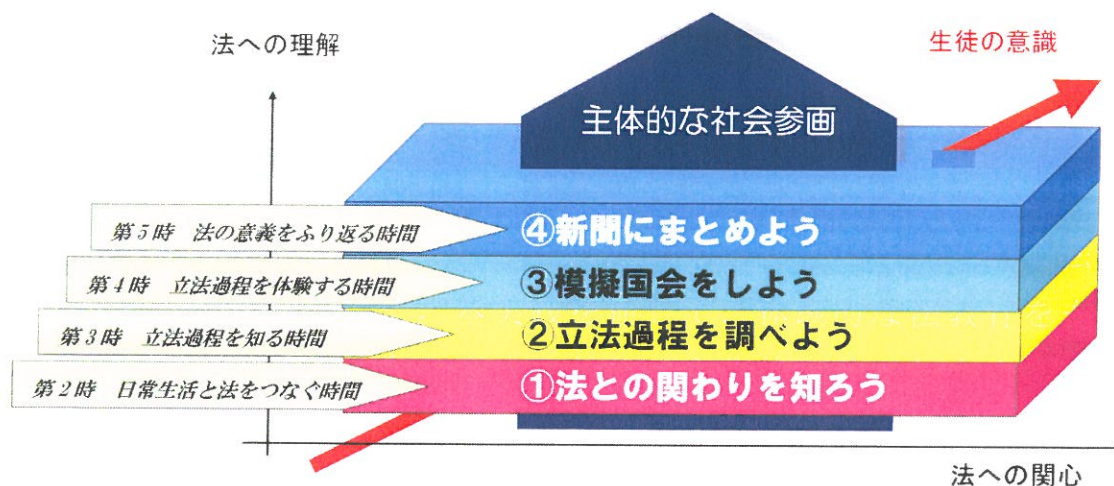 法への理解
生徒の意識
主体的な社会参画
第5時 法の意義をふり返る時間
④新聞にまとめよう
第4時 立法過程を体験する時間
③模擬国会をしよう
第3時 立法過程を知る時間
②立法過程を調べよう
第2時 日常生活と法をつなぐ時間
①法との関わりを知ろう
法への関心